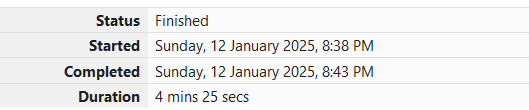 Status Finished
Started Sunday, 12 January 2025, 8:38 PM
Completed Sunday, 12 January 2025, 8:43 PM
Duration 4 mins 25 secs